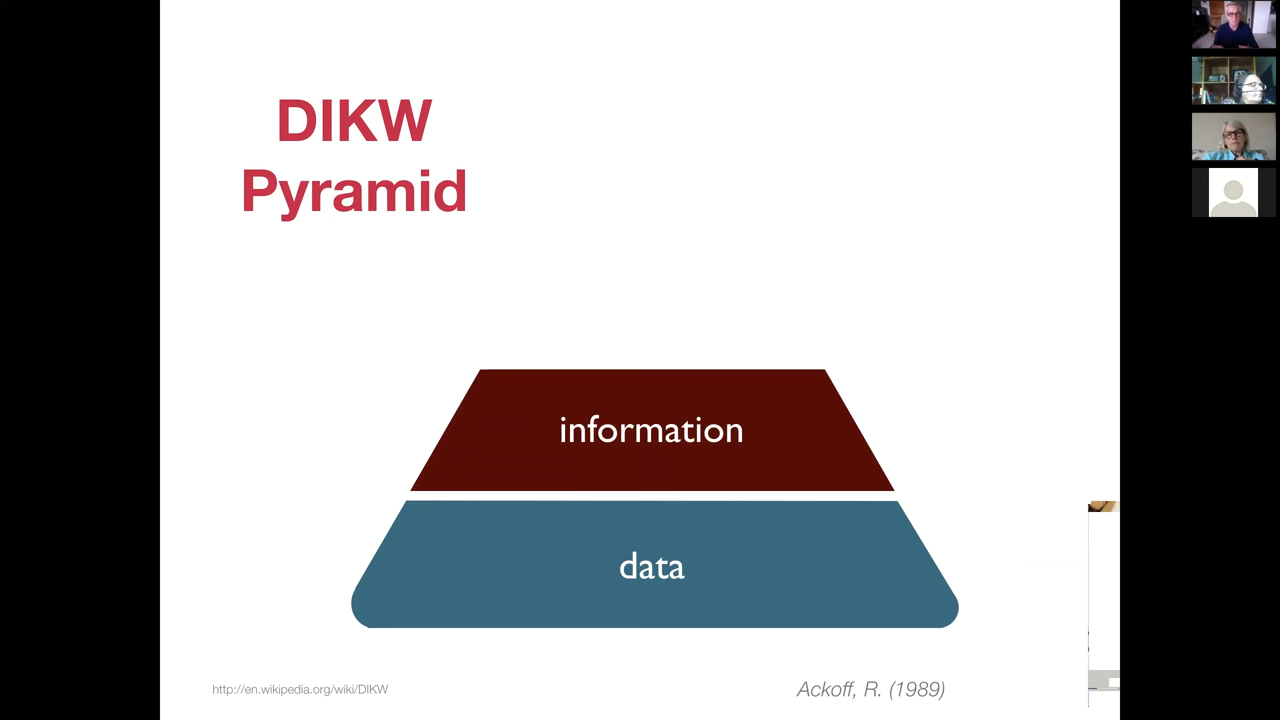 DIKW
Pyramid
information
data
http://en.wikipedia.org/wiki/DIKW
Ackoff, R. (1989)